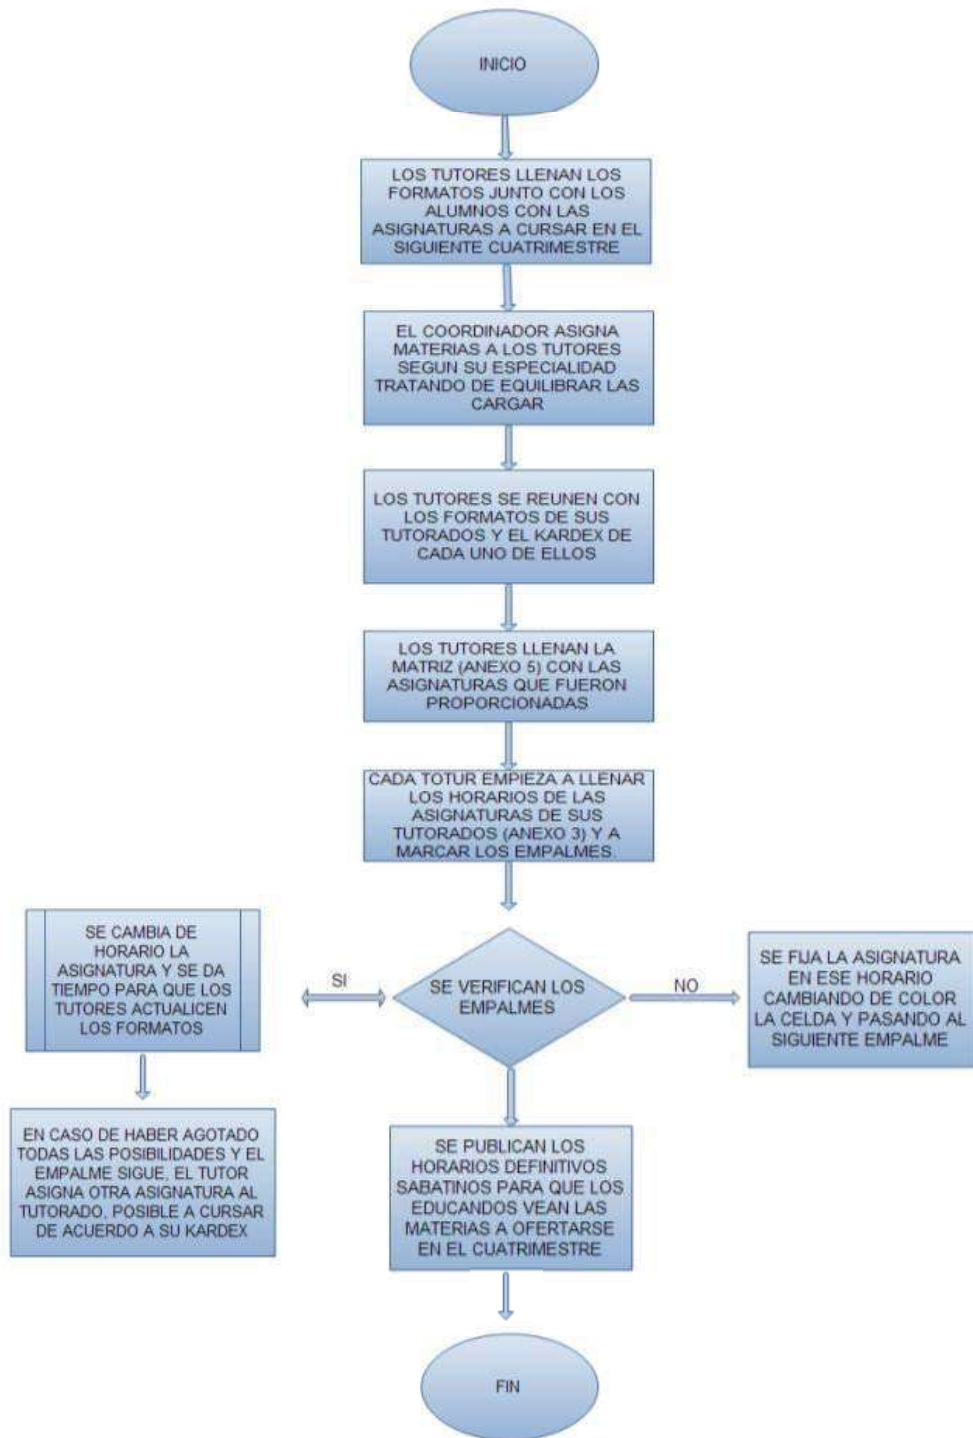 INICIO
LOS TUTORES LLENAN LOS
FORMATOS JUNTO CON LOS
ALUMNOS CON LAS
ASIGNATURAS A CURSAR EN EL
SIGUIENTE CUATRIMESTRE
EL COORDINADOR ASIGNA
MATERIAS A LOS TUTORES
SEGUN SU ESPECIALIDAD
TRATANDO DE EQUILIBRAR LAS
CARGAR
LOS TUTORES SE REUNEN CON
LOS FORMATOS DE SUS
TUTORADOS Y EL KARDEX DE
CADA UNO DE ELLOS
LOS TUTORES LLENAN LA
MATRIZ (ANEXO 5) CON LAS
ASIGNATURAS QUE FUERON
PROPORCIONADAS
CADA TOTUR EMPIEZA A LLENAR
LOS HORARIOS DE LAS
ASIGNATURAS DE SUS
TUTORADOS (ANEXO 3) Y A
MARCAR LOS EMPALMES.
SE CAMBIA DE
HORARIO LA
ASIGNATURA Y SE DA
TIEMPO PARA QUE LOS
TUTORES ACTUALICEN
LOS FORMATOS
SI
SE VERIFICAN LOS
EMPALMES
NO
SE FIJA LA ASIGNATURA
EN ESE HORARIO
CAMBIANDO DE COLOR
LA CELDA Y PASANDO AL
SIGUIENTE EMPALME
EN CASO DE HABER AGOTADO
TODAS LAS POSIBILIDADES Y EL
EMPALME SIGUE, EL TUTOR
ASIGNA OTRA ASIGNATURA AL
TUTORADO, POSIBLE A CURSAR
DE ACUERDO A SU KARDEX
SE PUBLICAN LOS
HORARIOS DEFINITIVOS
SABATINOS PARA QUE LOS
EDUCANDOS VEAN LAS
MATERIAS A OFERTARSE
EN EL CUATRIMESTRE
FIN